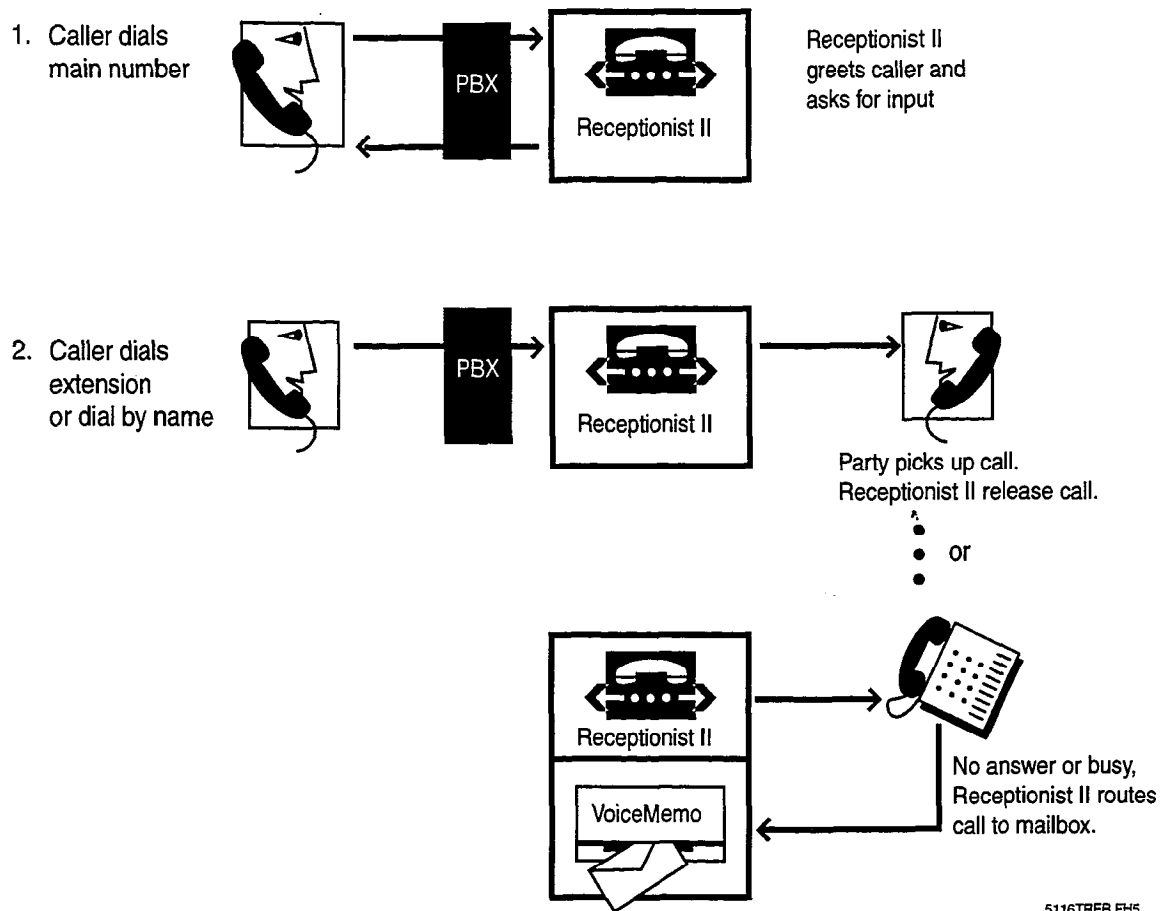 1. Caller dials
main number
PBX
Receptionist II
Receptionist II
greets caller and
asks for input
2. Caller dials
extension
or dial by name
PBX
Receptionist II
Party picks up call.
Receptionist II release call.
or
Receptionist II
VoiceMemo
No answer or busy,
Receptionist II routes
call to mailbox.